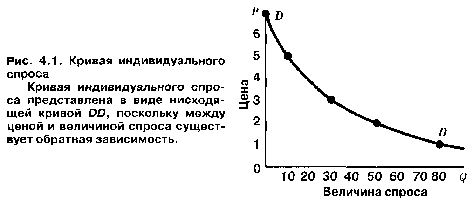 Рис. 4.1. Кривая индивидуального
спроса
Кривая индивидуального спро-
са представлена в виде нисходя-
щей кривой DD, поскольку между
ценой и величиной спроса сущест-
вует обратная зависимость.
P
D
6
5
4
3
2
1
0
Цена
D
10 20 30 40 50 60 70 80 Q
Величина спроса